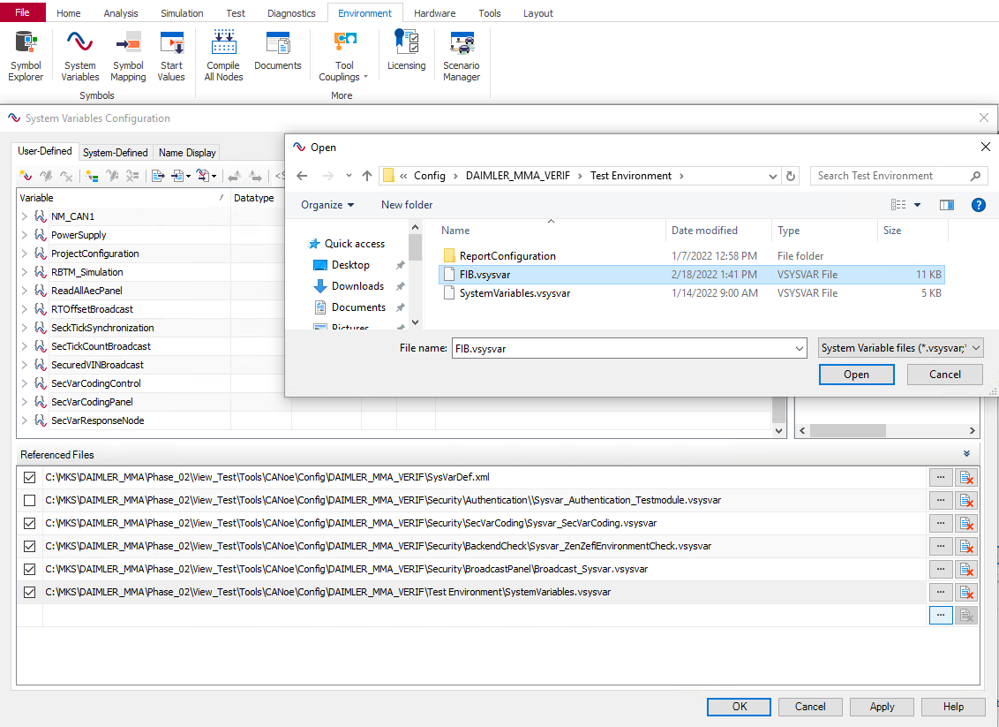 File Home Analysis Simulation Test Diagnostics Environment Hardware Tools Layout
Symbol Explorer
System Variables
Symbol Mapping
Start Values
Compile All Nodes
Documents
Tool Couplings
Licensing
Scenario Manager
Symbols
More
System Variables Configuration
User-Defined System-Defined Name Display
Variable Datatype
NM_CAN1
PowerSupply
ProjectConfiguration
RBTM_Simulation
ReadAllAecPanel
RTOffsetBroadcast
SeckTickSynchronization
SecTickCountBroadcast
SecuredVINBroadcast
SecVarCodingControl
SecVarCodingPanel
SecVarResponseNode
Open
« Config › DAIMLER_MMA_VERIF › Test Environment ›
Search Test Environment
Organize New folder
Quick access
Desktop
Downloads
Documents
Pictures
Name Date modified Type Size
ReportConfiguration 1/7/2022 12:58 PM File folder
FIB.vsysvar 2/18/2022 1:41 PM VSYSVAR File 11 KB
SystemVariables.vsysvar 1/14/2022 9:00 AM VSYSVAR File 5 KB
File name: FIB.vsysvar System Variable files (*.vsysvar;
Open Cancel
Referenced Files
C:\MKS\DAIMLER_MMA\Phase_02\View_Test\Tools\CANoe\Config\DAIMLER_MMA_VERIF\SysVarDef.xml ...
C:\MKS\DAIMLER_MMA\Phase_02\View_Test\Tools\CANoe\Config\DAIMLER_MMA_VERIF\Security\Authentication\\Sysvar_Authentication_Testmodule.vsysvar ...
C:\MKS\DAIMLER_MMA\Phase_02\View_Test\Tools\CANoe\Config\DAIMLER_MMA_VERIF\Security\SecVarCoding\Sysvar_SecVarCoding.vsysvar ...
C:\MKS\DAIMLER_MMA\Phase_02\View_Test\Tools\CANoe\Config\DAIMLER_MMA_VERIF\Security\BackendCheck\Sysvar_ZenZefiEnvironmentCheck.vsysvar ...
C:\MKS\DAIMLER_MMA\Phase_02\View_Test\Tools\CANoe\Config\DAIMLER_MMA_VERIF\Security\BroadcastPanel\Broadcast_Sysvar.vsysvar ...
C:\MKS\DAIMLER_MMA\Phase_02\View_Test\Tools\CANoe\Config\DAIMLER_MMA_VERIF\Test Environment\SystemVariables.vsysvar ...
...
OK Cancel Apply Help